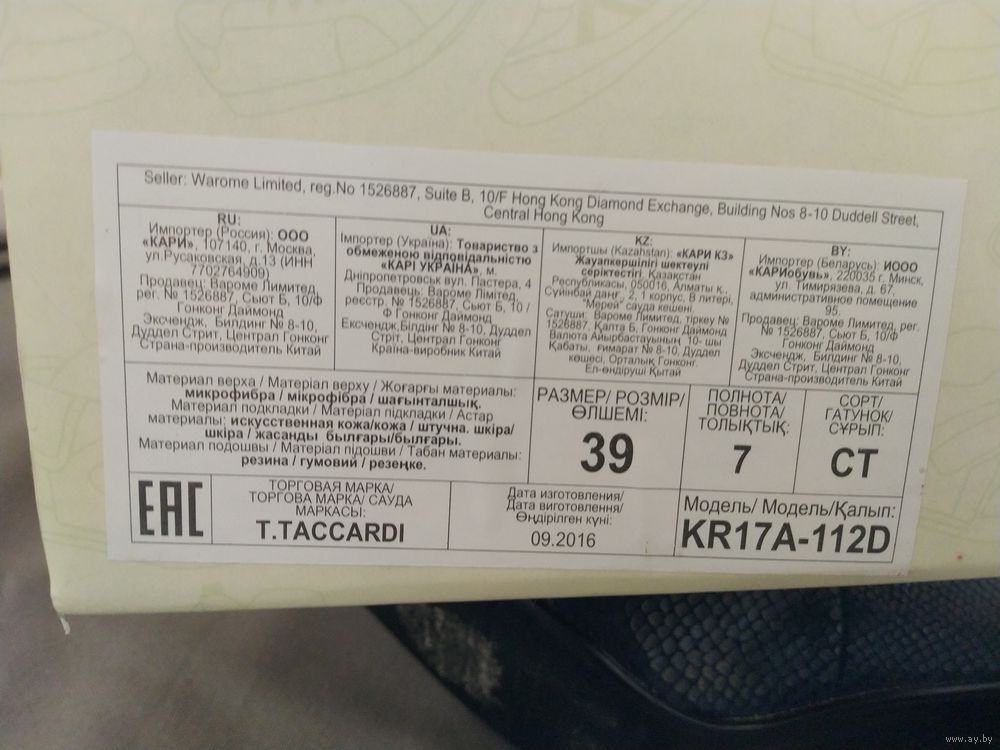 Seller: Warome Limited, reg.No 1526887, Suite B, 10/F Hong Kong Diamond Exchange, Building Nos 8-10 Duddell Street,
Central Hong Kong
RU:
Импортер (Россия): ООО
«КАРИ», 107140, г. Москва,
ул.Русаковская, д.13 (ИНН
7702764909)
Продавец: Вароме Лимитед,
рег. № 1526887, Сьют Б, 10/Ф
Гонконг Даймонд
Эксчендж, Билдинг № 8-10,
Дуддел Стрит, Централ Гонконг
Страна-производитель Китай
UA:
Імпортер (Україна): Товариство з
обмеженою відповідальністю
«КАРІ УКРАЇНА», м.
Дніпропетровськ вул. Пастера, 4
Продавець: Вароме Лімітед,
реєстр. № 1526887, Сьют Б, 10 /
Ф Гонконг Даймонд
Ексчендж,Білдінг № 8-10, Дуддел
Стріт, Централ Гонконг
Країна-виробник Китай
KZ:
Импортшы (Kazahstan): «КАРИ КЗ»
Жауапкершілігі шектеулі
серіктестігі, Қазақстан
Республикасы, 050016, Алматы қ.,
Суйінбай даңғ., 2, 1 корпус, В литері,
"Мерей" сауда кешені.
Сатушы: Вароме Лимитед, тіркеу №
1526887, Қалта Б, Гонконг Даймонд
Валюта Айырбастауының 10- шы
Қабаты, ғимарат № 8-10, Дуддел
көшесі, Орталық Гонконг.
Ел-өндіруші Қытай
BY:
Импортер (Беларусь): ИООО
«КАРИобувь», 220035 г. Минск,
ул. Тимирязева, д. 67,
административное помещение
95.
Продавец: Вароме Лимитед, рег.
№ 1526887, Сьют Б, 10/Ф
Гонконг Даймонд
Эксчендж, Билдинг № 8-10,
Дуддел Стрит, Централ Гонконг
Страна-производитель Китай
Материал верха / Матеріал верху / Жоғарғы материалы:
микрофибра / мікрофібра / шағынталшық.
Материал подкладки / Матеріал підкладки / Астар
материалы: искусственная кожа/кожа / штучна. шкіра/
шкіра / жасанды былғары/былғары.
Материал подошвы / Матеріал підошви / Табан материалы:
резина / гумовий / резеңке.
РАЗМЕР/ РОЗМІР/
ӨЛШЕМІ:
39
ПОЛНОТА/
ПОВНОТА/
ТОЛЫҚТЫҚ:
7
СОРТ/
ГАТУНОК/
СҰРЫП:
СТ
EAC
ТОРГОВАЯ МАРКА/
ТОРГОВА МАРКА/ САУДА
МАРКАСЫ:
T.TACCARDI
Дата изготовления/
Дата виготовлення/
Өндірілген күні:
09.2016
Модель/ Модель/Қалып:
KR17A-112D
www.ay.by